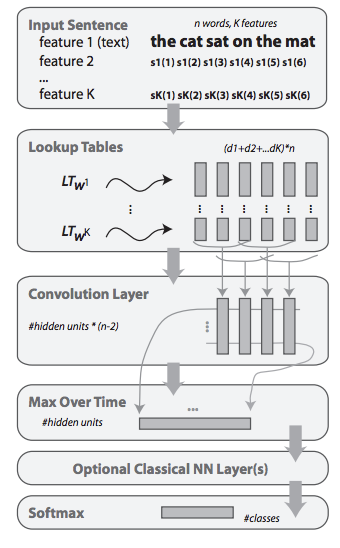 Input Sentence
n words, K features
feature 1 (text) the cat sat on the mat
feature 2 s1(1) s1(2) s1(3) s1(4) s1(5) s1(6)
...
feature K sK(1) sK(2) sK(3) sK(4) sK(5) sK(6)
Lookup Tables
(d1+d2+...dK)*n
LTw1
...
LTwK
...
Convolution Layer
#hidden units * (n-2)
...
Max Over Time
...
#hidden units
Optional Classical NN Layer(s)
Softmax
#classes